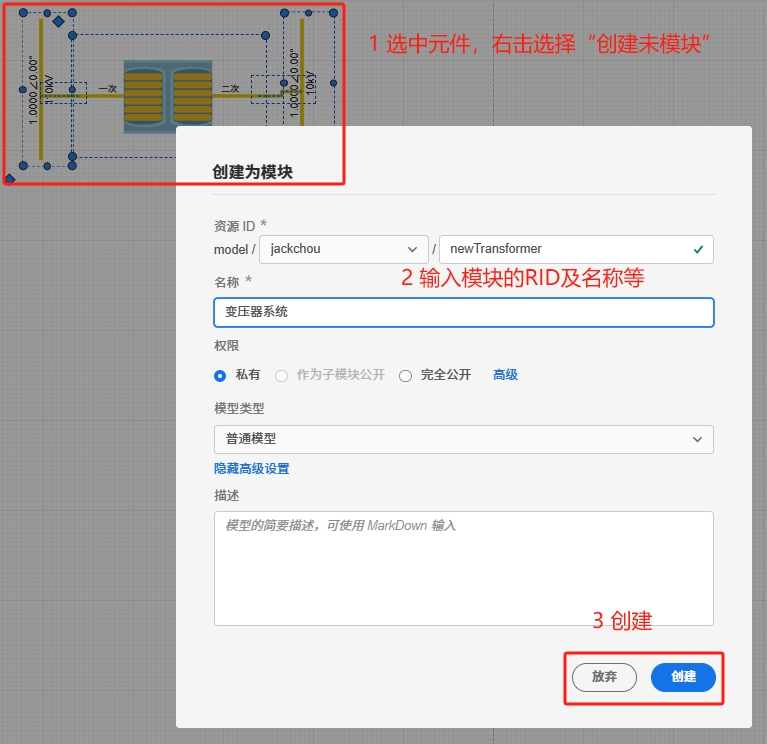 1 选中元件，右击选择“创建未模块”
1.0000∠0.00°
110kV
一次
二次
1.0000∠0.00°
10kV
创建为模块
资源 ID *
model / jackchou / newTransformer
2 输入模块的RID及名称等
名称 *
变压器系统
权限
私有 作为子模块公开 完全公开 高级
模型类型
普通模型
隐藏高级设置
描述
模型的简要描述，可使用 MarkDown 输入
3 创建
放弃 创建